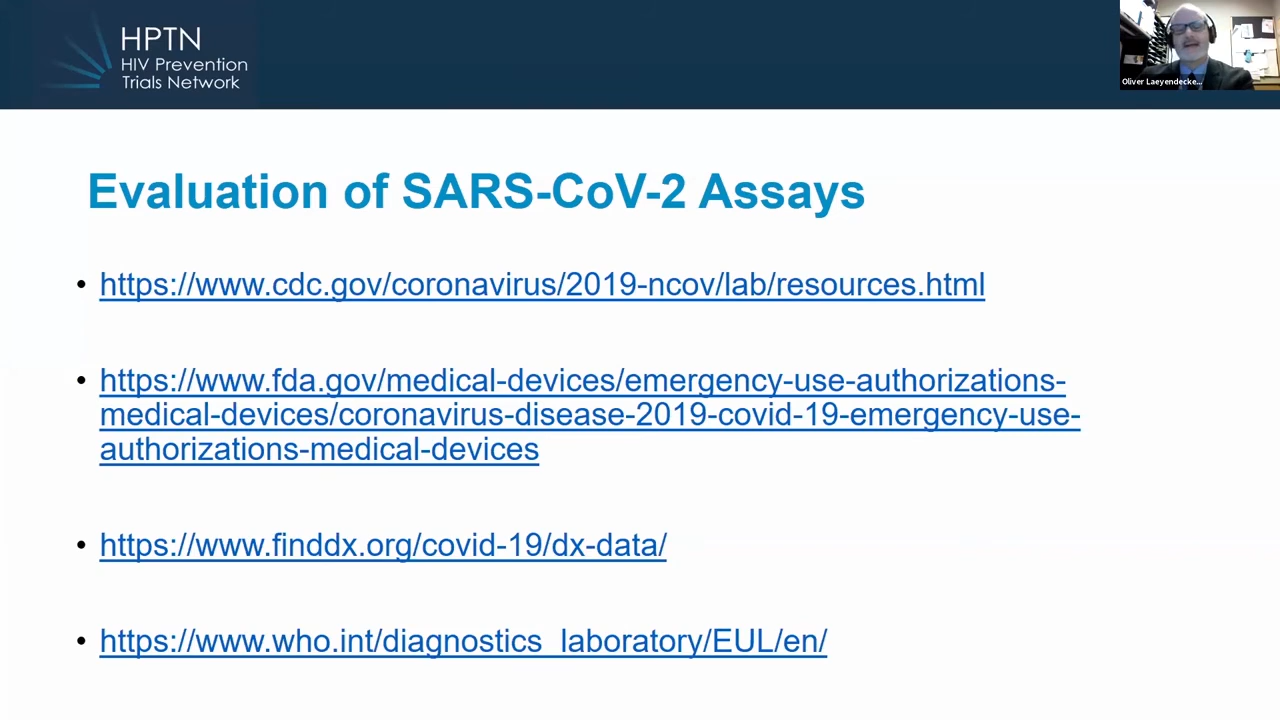 HPTN
HIV Prevention
Trials Network
Oliver Laeyendecke...
Evaluation of SARS-CoV-2 Assays
• https://www.cdc.gov/coronavirus/2019-ncov/lab/resources.html
• https://www.fda.gov/medical-devices/emergency-use-authorizations-
medical-devices/coronavirus-disease-2019-covid-19-emergency-use-
authorizations-medical-devices
• https://www.finddx.org/covid-19/dx-data/
• https://www.who.int/diagnostics_laboratory/EUL/en/